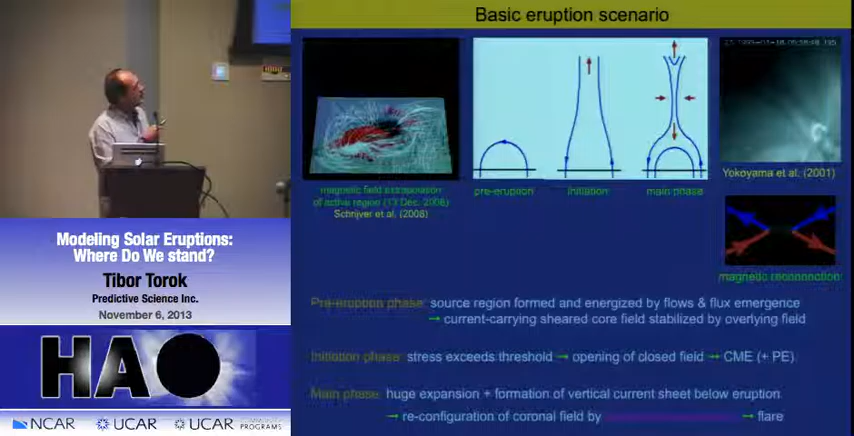 Basic eruption scenario
magnetic field extrapolation
of active region (13 Dec. 2006)
Schrijver et al. (2008)
pre-eruption
initiation
main phase
Yokoyama et al. (2001)
magnetic reconnection
Pre-eruption phase: source region formed and energized by flows & flux emergence
→ current-carrying sheared core field stabilized by overlying field
Initiation phase: stress exceeds threshold → opening of closed field → CME (+ PE)
Main phase: huge expansion + formation of vertical current sheet below eruption
→ re-configuration of coronal field by → flare
Modeling Solar Eruptions:
Where Do We stand?
Tibor Torok
Predictive Science Inc.
November 6, 2013
HAO
NCAR
UCAR
UCAR
PROGRAMS